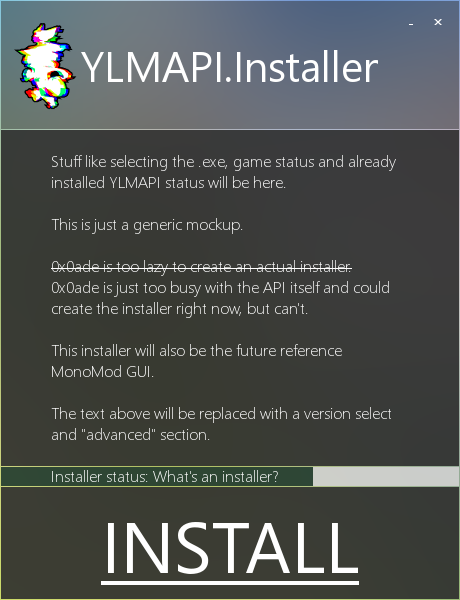 YLMAPI.Installer
Stuff like selecting the .exe, game status and already
installed YLMAPI status will be here.
This is just a generic mockup.
0x0ade is too lazy to create an actual installer.
0x0ade is just too busy with the API itself and could
create the installer right now, but can't.
This installer will also be the future reference
MonoMod GUI.
The text above will be replaced with a version select
and "advanced" section.
Installer status: What's an installer?
INSTALL